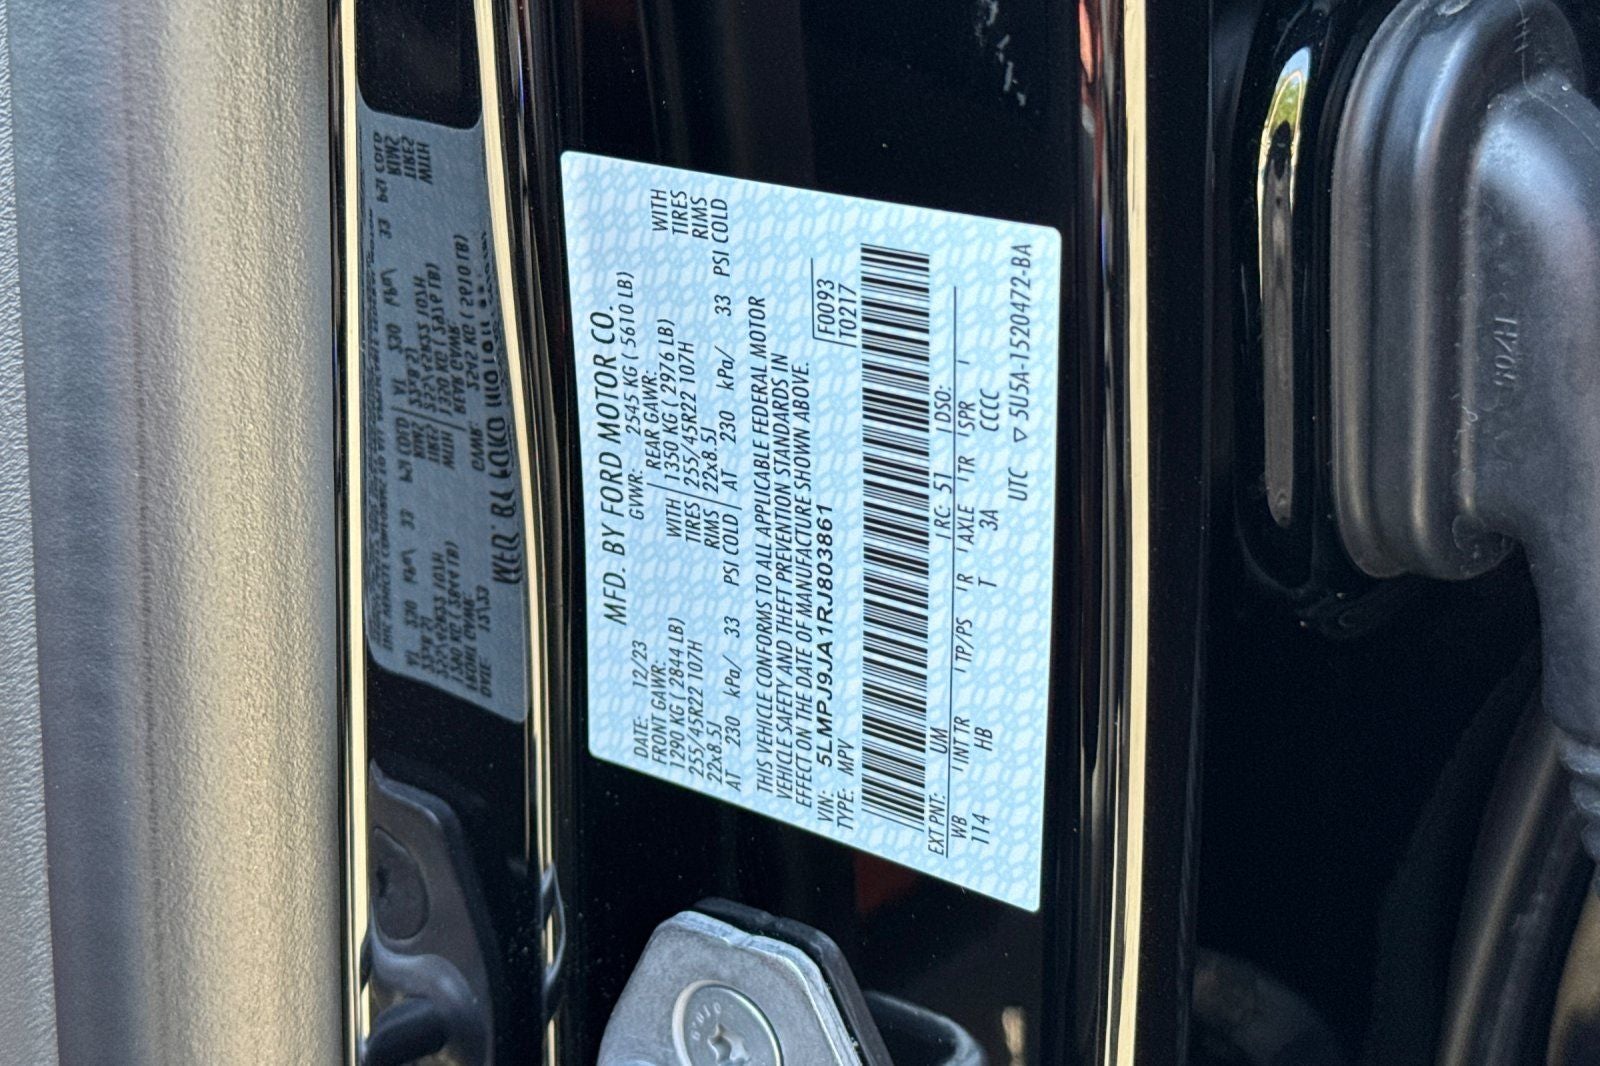 MFD. BY FORD MOTOR CO.
DATE: 12/23 GVWR: 2545 KG ( 5610 LB)
FRONT GAWR: REAR GAWR:
1290 KG ( 2844 LB) WITH 1350 KG ( 2976 LB) WITH
255/45R22 107H TIRES 255/45R22 107H TIRES
22x8.5J RIMS 22x8.5J RIMS
AT 230 kPa/ 33 PSI COLD AT 230 kPa/ 33 PSI COLD
THIS VEHICLE CONFORMS TO ALL APPLICABLE FEDERAL MOTOR
VEHICLE SAFETY AND THEFT PREVENTION STANDARDS IN
EFFECT ON THE DATE OF MANUFACTURE SHOWN ABOVE.
VIN: 5LMPJ9JA1RJ803861 F0093
TYPE: MPV T0217
EXT PNT: UM RC: 51 DSO:
WB INT TR TP/PS R AXLE TR SPR
114 HB T 3A CCCC
UTC ▽ 5U5A-1520472-BA